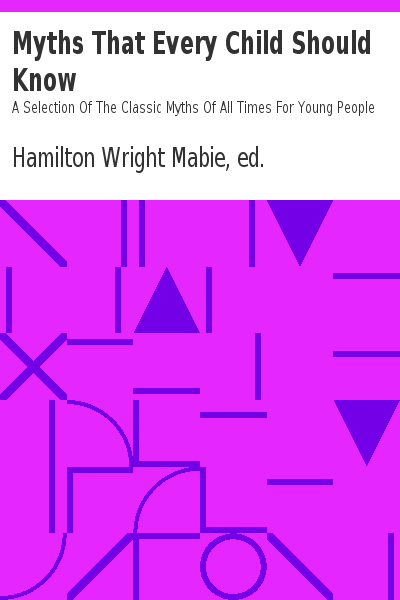 Myths That Every Child Should
Know
A Selection Of The Classic Myths Of All Times For Young People
Hamilton Wright Mabie, ed.